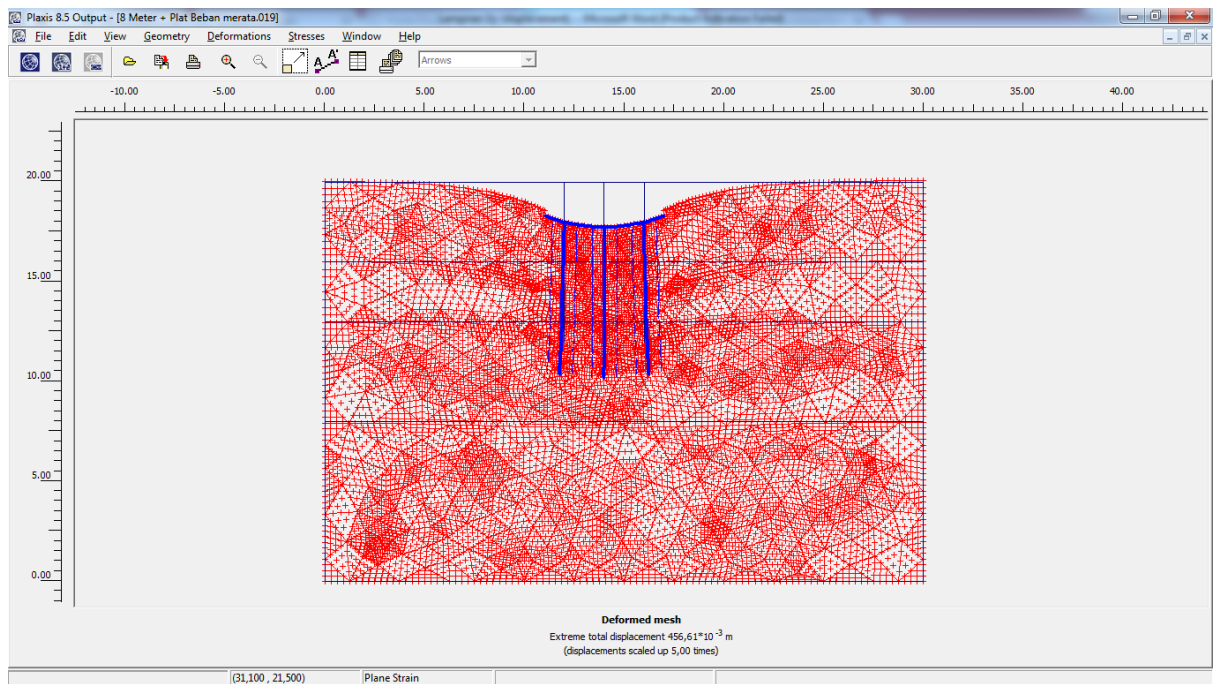 Plaxis 8.5 Output - [8 Meter + Plat Beban merata.019]
File Edit View Geometry Deformations Stresses Window Help
Arrows
-10.00 -5.00 0.00 5.00 10.00 15.00 20.00 25.00 30.00 35.00 40.00
20.00
15.00
10.00
5.00
0.00
Deformed mesh
Extreme total displacement 456,61*10⁻³ m
(displacements scaled up 5,00 times)
(31,100 , 21,500) Plane Strain